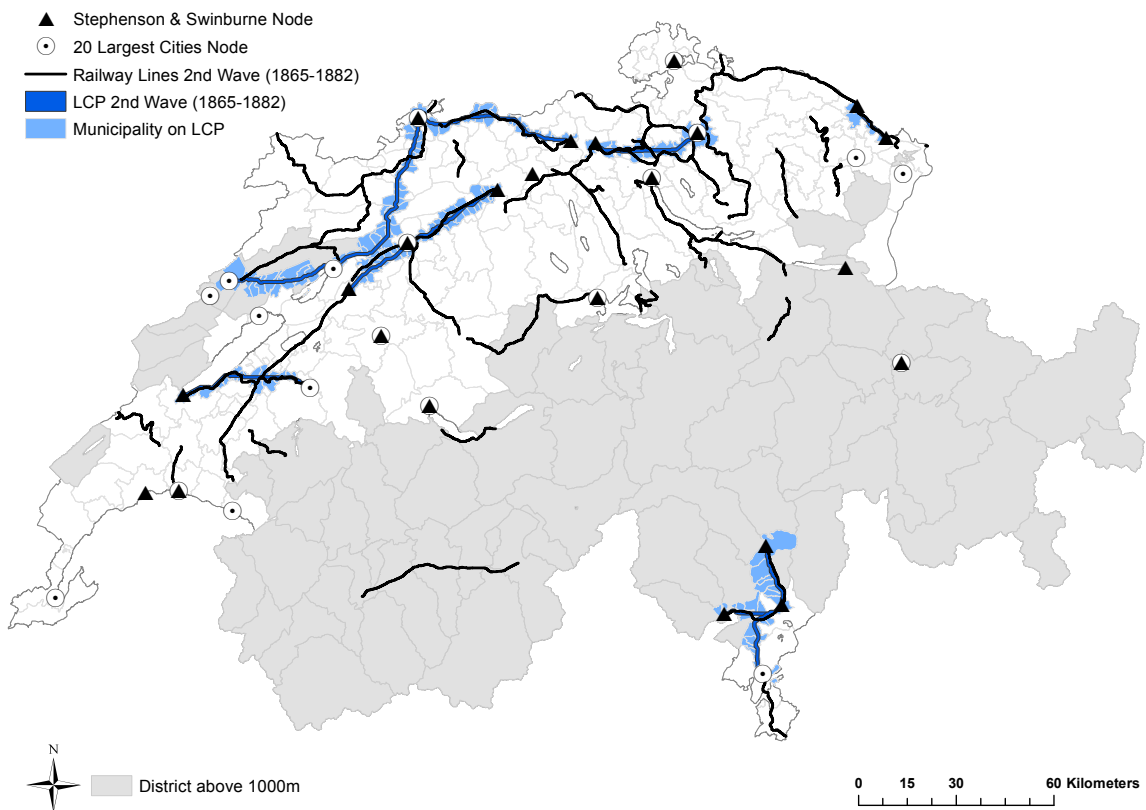 Stephenson & Swinburne Node
20 Largest Cities Node
Railway Lines 2nd Wave (1865-1882)
LCP 2nd Wave (1865-1882)
Municipality on LCP
N
District above 1000m
0 15 30 60 Kilometers